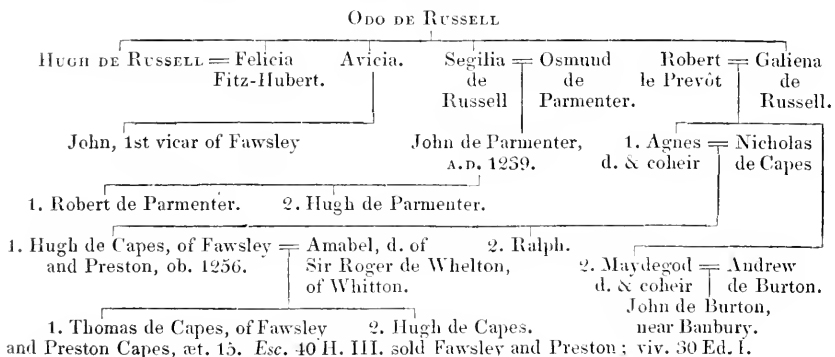 Odo de Russell
Hugh de Russell = Felicia Avicia. Segilia = Osmund Robert = Galiena
Fitz-Hubert. de de le Prevôt de
Russell Parmenter. Russell.
John, 1st vicar of Fawsley John de Parmenter, 1. Agnes = Nicholas
A.D. 1239. d. & coheir de Capes
1. Robert de Parmenter. 2. Hugh de Parmenter.
1. Hugh de Capes, of Fawsley = Amabel, d. of 2. Ralph.
and Preston, ob. 1256. Sir Roger de Whelton, 2. Maydegod = Andrew
of Whitton. d. & coheir de Burton.
John de Burton,
1. Thomas de Capes, of Fawsley 2. Hugh de Capes. near Banbury.
and Preston Capes, æt. 15. Esc. 40 H. III. sold Fawsley and Preston; viv. 30 Ed. I.